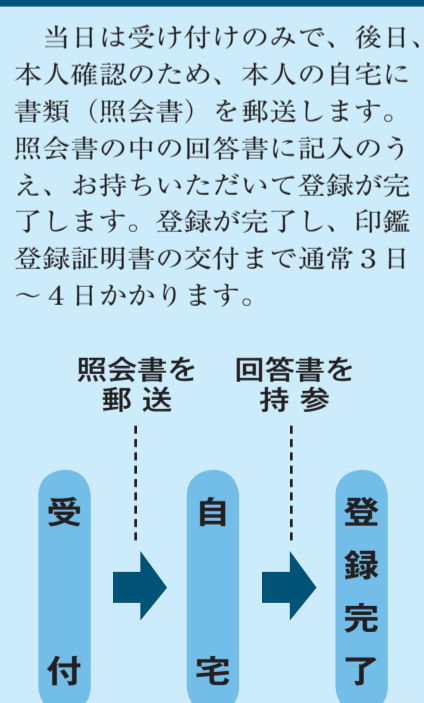 当日は受け付けのみで、後日、
本人確認のため、本人の自宅に
書類（照会書）を郵送します。
照会書の中の回答書に記入のう
え、お持ちいただいて登録が完
了します。登録が完了し、印鑑
登録証明書の交付まで通常３日
～４日かかります。
照会書を
郵送
回答書を
持参
受付
自宅
登録完了